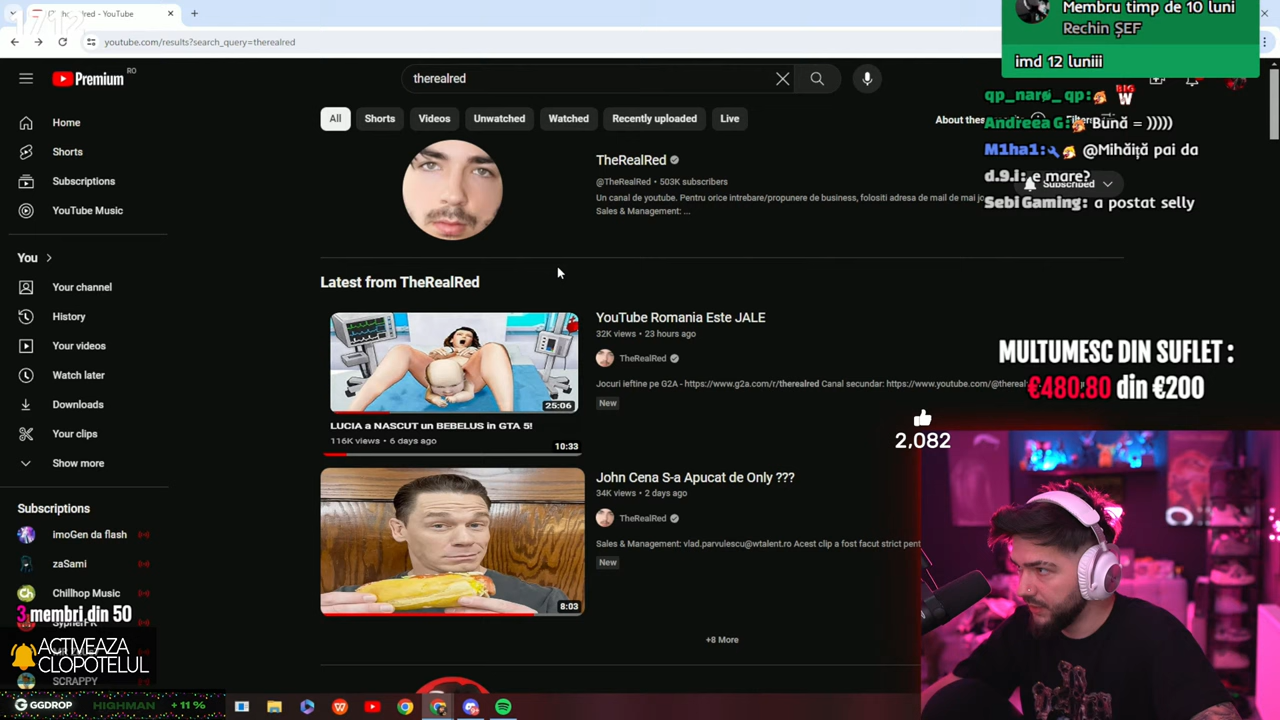 17:12
- YouTube
youtube.com/results?search_query=therealred
Premium
RO
therealred
Home
Shorts
Subscriptions
YouTube Music
You
Your channel
History
Your videos
Watch later
Downloads
Your clips
Show more
Subscriptions
imoGen da flash
zaSami
Chillhop Music
3 membri din 50
ACTIVEAZA
CLOPOTELUL
SCRAPPY
GGDROP
HIGHMAN
+ 11 %
All
Shorts
Videos
Unwatched
Watched
Recently uploaded
Live
About these
TheRealRed
@TheRealRed • 503K subscribers
Un canal de youtube. Pentru orice intrebare/propunere de business, folositi adresa de mail de mai jo
Sales & Management: ...
Subscribed
Latest from TheRealRed
25:06
LUCIA a NASCUT un BEBELUS in GTA 5!
116K views • 6 days ago
10:33
YouTube Romania Este JALE
32K views • 23 hours ago
TheRealRed
Jocuri ieftine pe G2A - https://www.g2a.com/r/therealred Canal secundar: https://www.youtube.com/@thereal
New
8:03
John Cena S-a Apucat de Only ???
34K views • 2 days ago
TheRealRed
Sales & Management: vlad.parvulescu@wtalent.ro Acest clip a fost facut strict pent
New
+8 More
Membru timp de 10 luni
Rechin ȘEF
imd 12 luniii
qp_narø_ qp: BIG W
Andreea G: Bună = )))))
M1ha1: @Mihăiță pai da
d.9.i: e mare?
Sebi Gaming: a postat selly
MULTUMESC DIN SUFLET :
€480.80 din €200
2,082